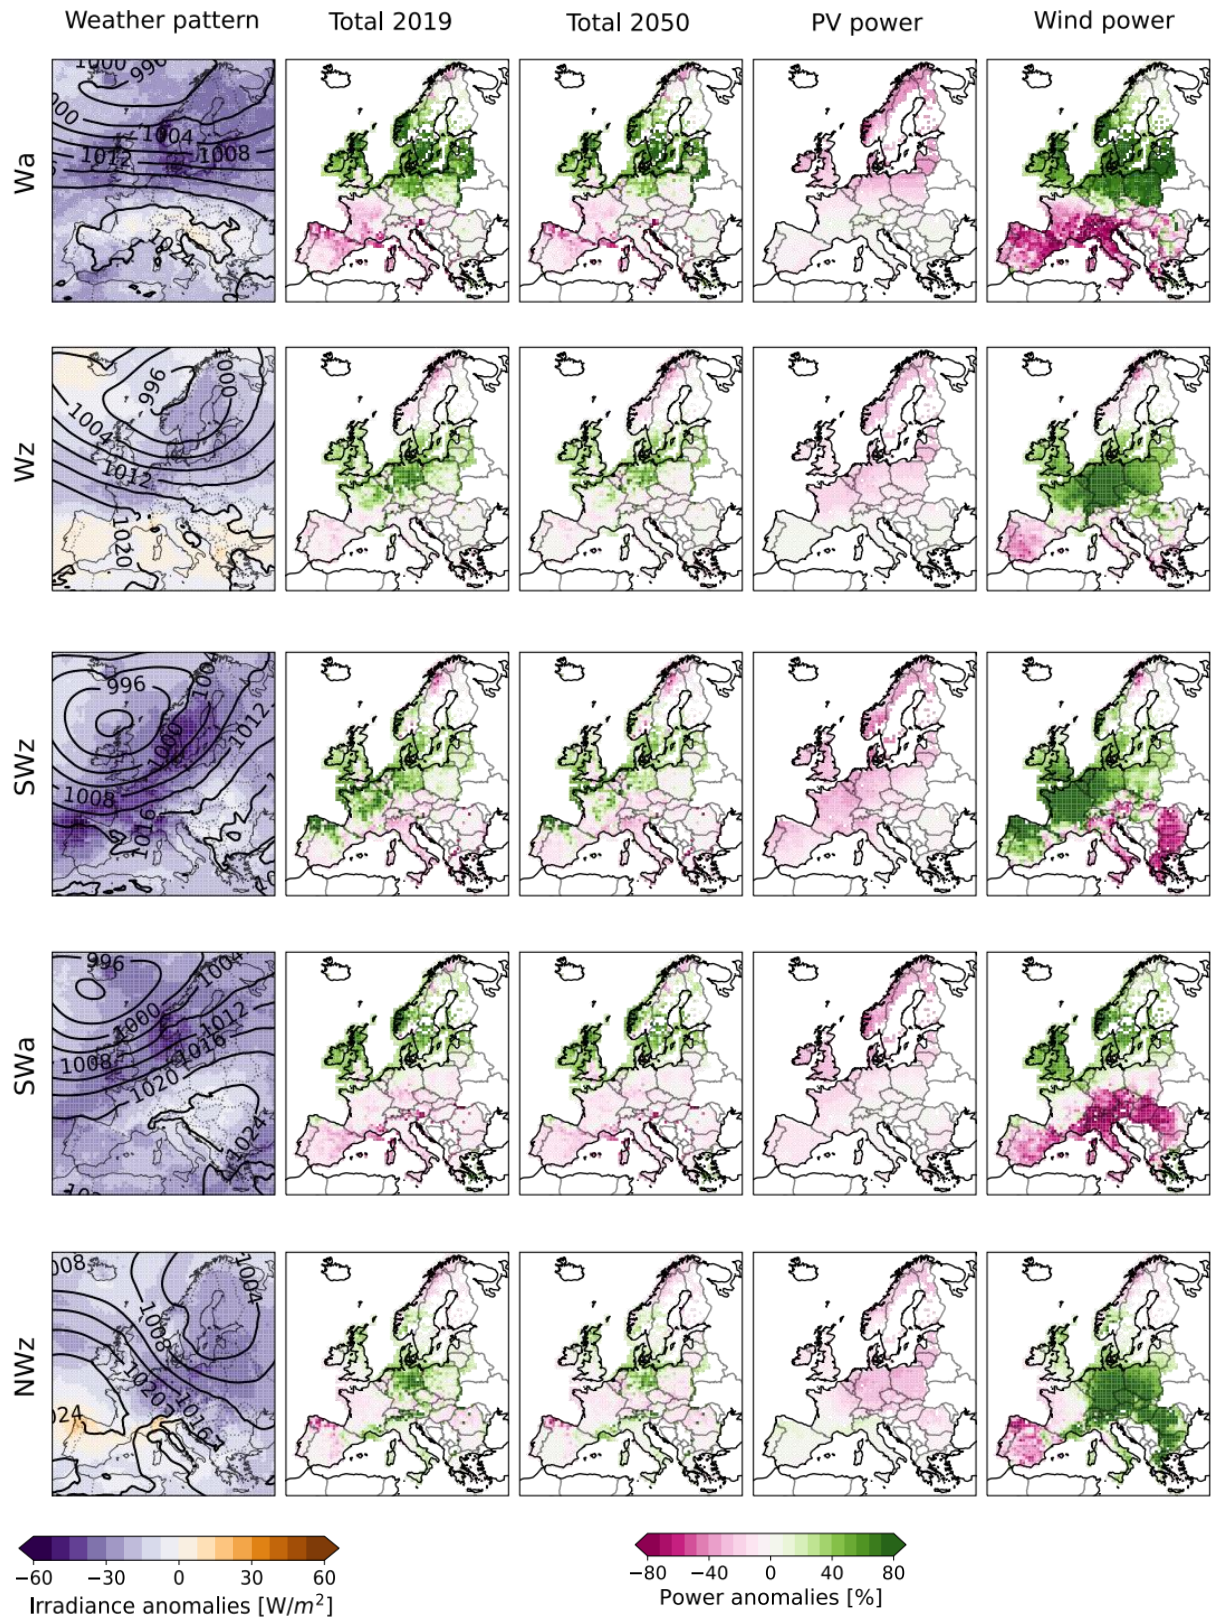 Weather pattern Total 2019 Total 2050 PV power Wind power
Wa
1000 996
1004
1012 1008
1024
Wz
996 1000
1004
1012
1020
SWz
996 1004
1000 1012
1008
1016
SWa
996 1004
1000 1012
1008 1016
1020
1024
NWz
008 1004
1008
1020 1016
024
−60 −30 0 30 60
Irradiance anomalies [W/m²]
−80 −40 0 40 80
Power anomalies [%]